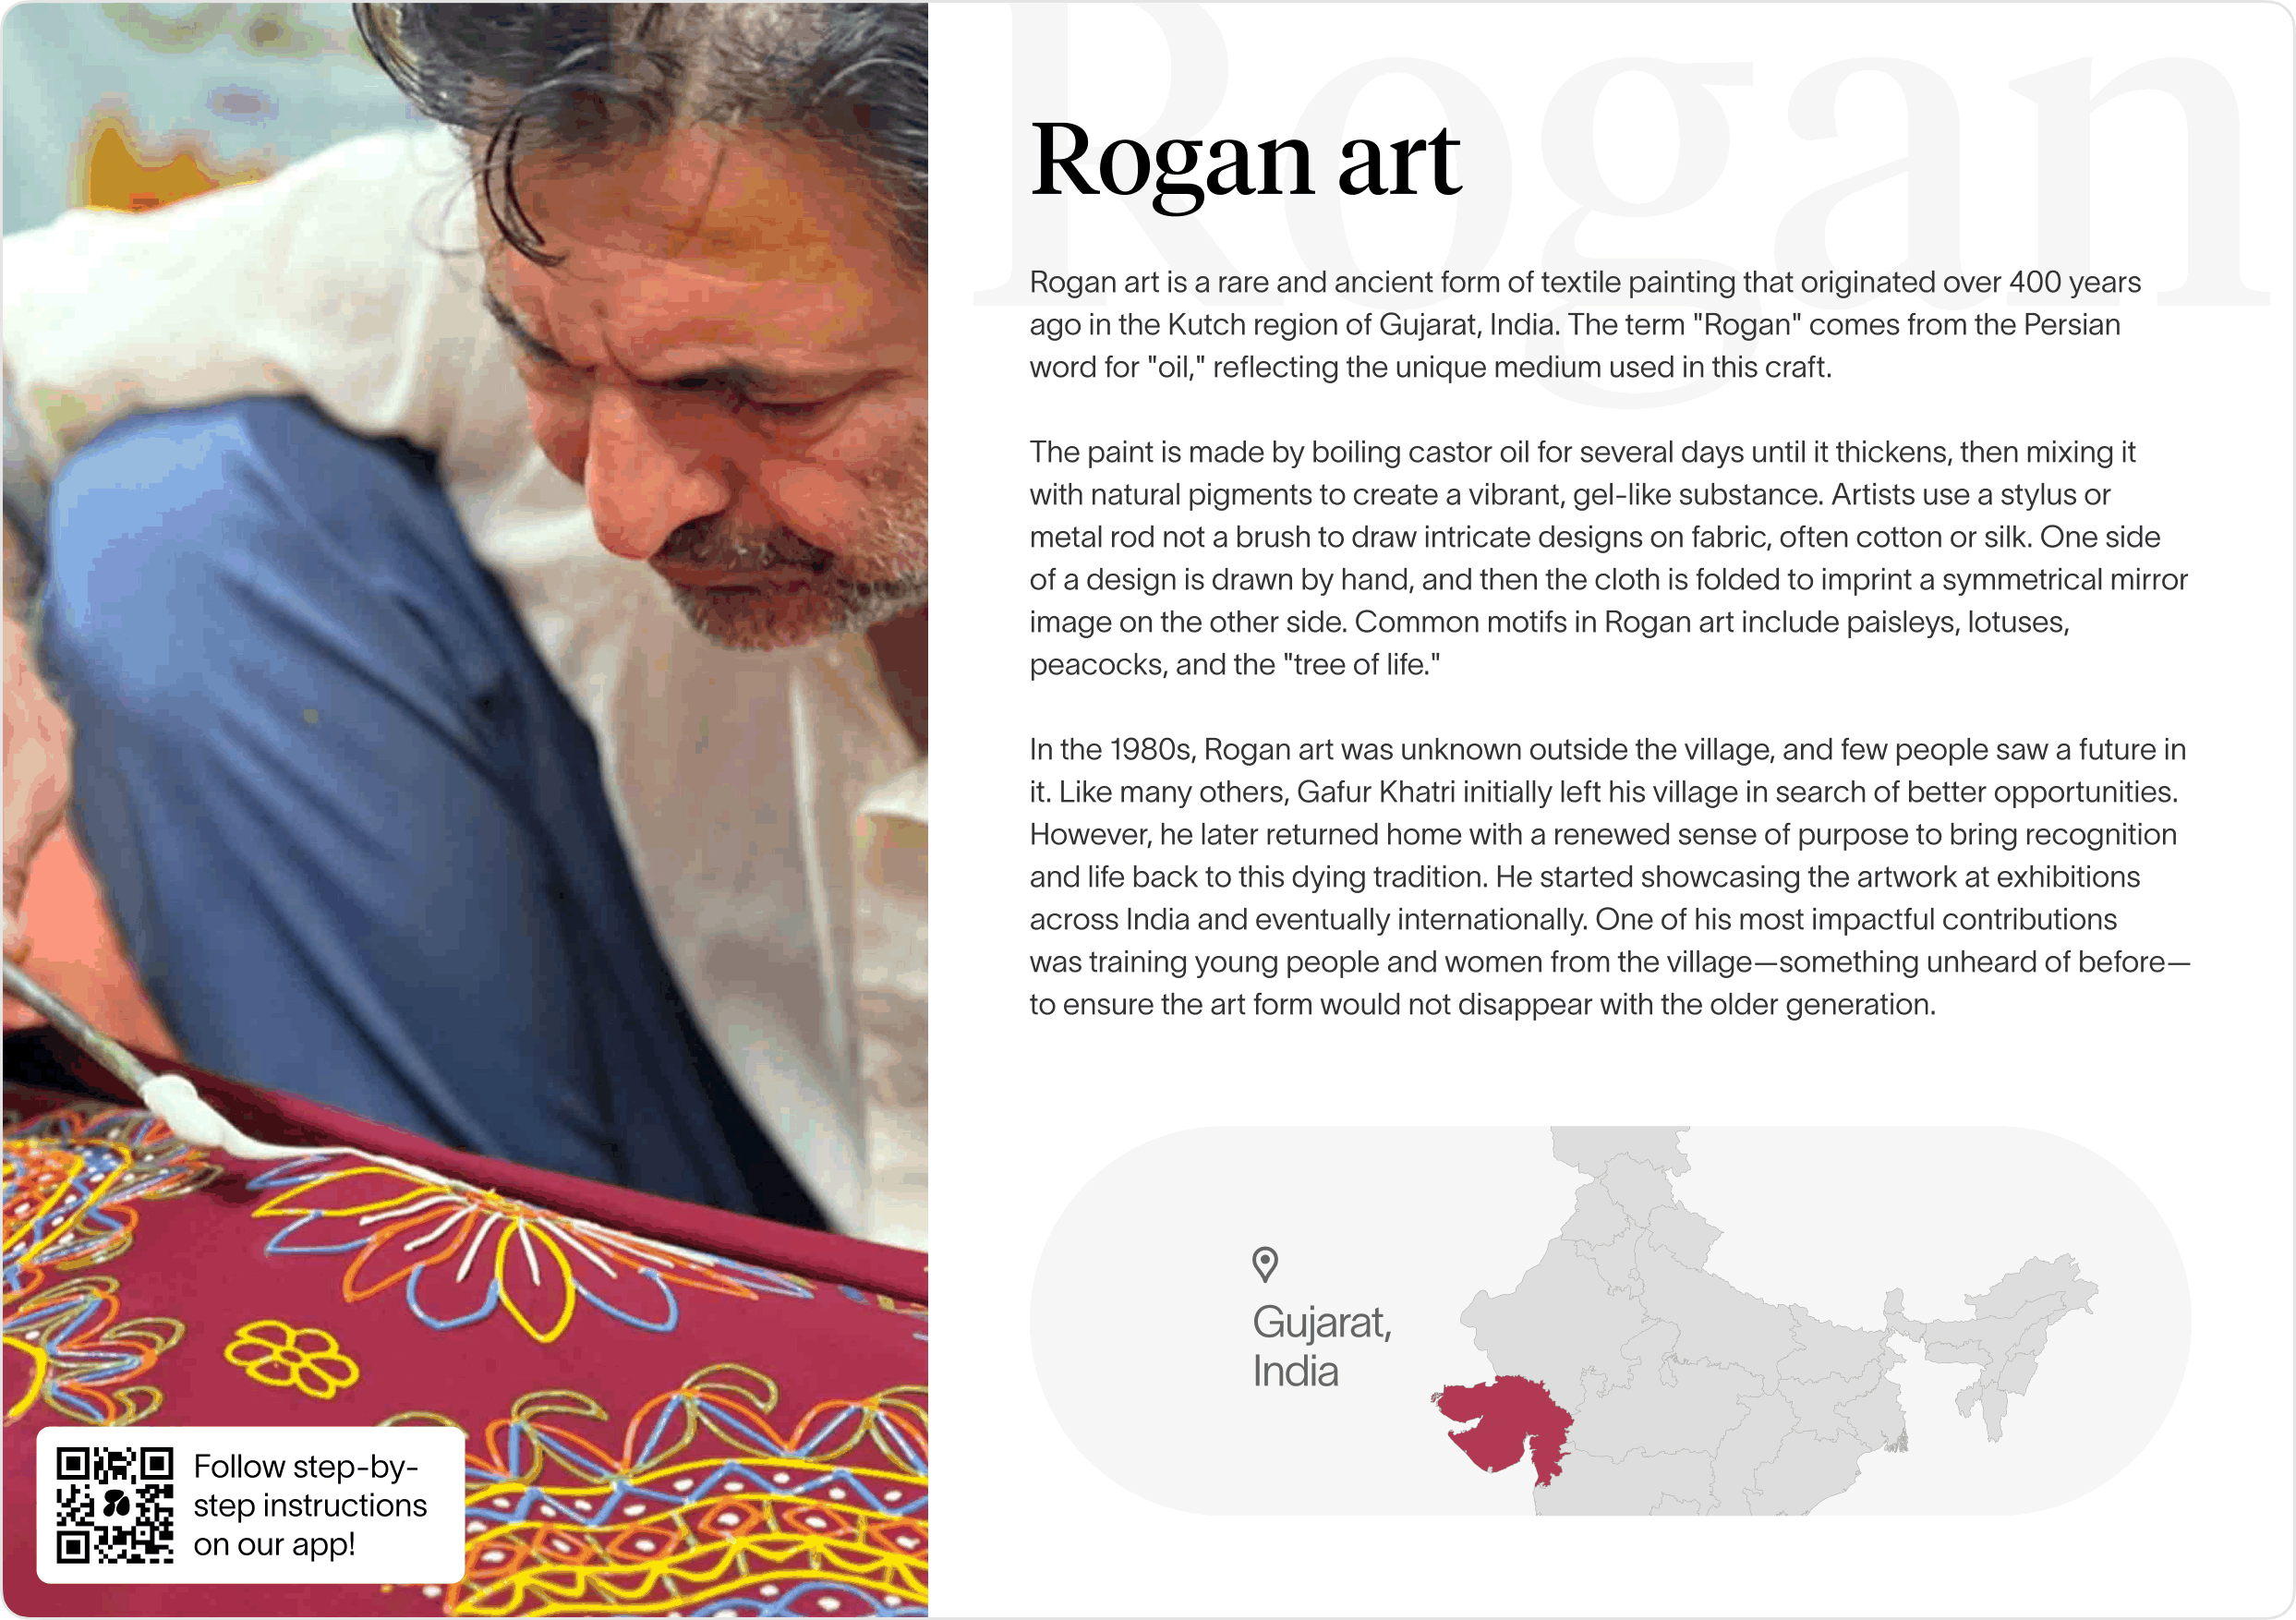 Rogan
Rogan art
Rogan art is a rare and ancient form of textile painting that originated over 400 years
ago in the Kutch region of Gujarat, India. The term "Rogan" comes from the Persian
word for "oil," reflecting the unique medium used in this craft.
The paint is made by boiling castor oil for several days until it thickens, then mixing it
with natural pigments to create a vibrant, gel-like substance. Artists use a stylus or
metal rod not a brush to draw intricate designs on fabric, often cotton or silk. One side
of a design is drawn by hand, and then the cloth is folded to imprint a symmetrical mirror
image on the other side. Common motifs in Rogan art include paisleys, lotuses,
peacocks, and the "tree of life."
In the 1980s, Rogan art was unknown outside the village, and few people saw a future in
it. Like many others, Gafur Khatri initially left his village in search of better opportunities.
However, he later returned home with a renewed sense of purpose to bring recognition
and life back to this dying tradition. He started showcasing the artwork at exhibitions
across India and eventually internationally. One of his most impactful contributions
was training young people and women from the village—something unheard of before—
to ensure the art form would not disappear with the older generation.
Gujarat,
India
Follow step-by-
step instructions
on our app!